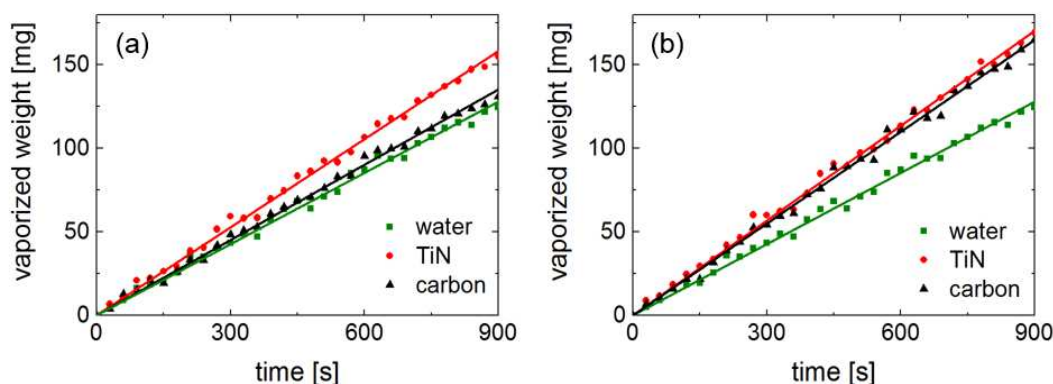 (a)
vaporized weight [mg]
150
100
50
0
water
TiN
carbon
0
300
600
900
time [s]
(b)
vaporized weight [mg]
150
100
50
0
water
TiN
carbon
0
300
600
900
time [s]